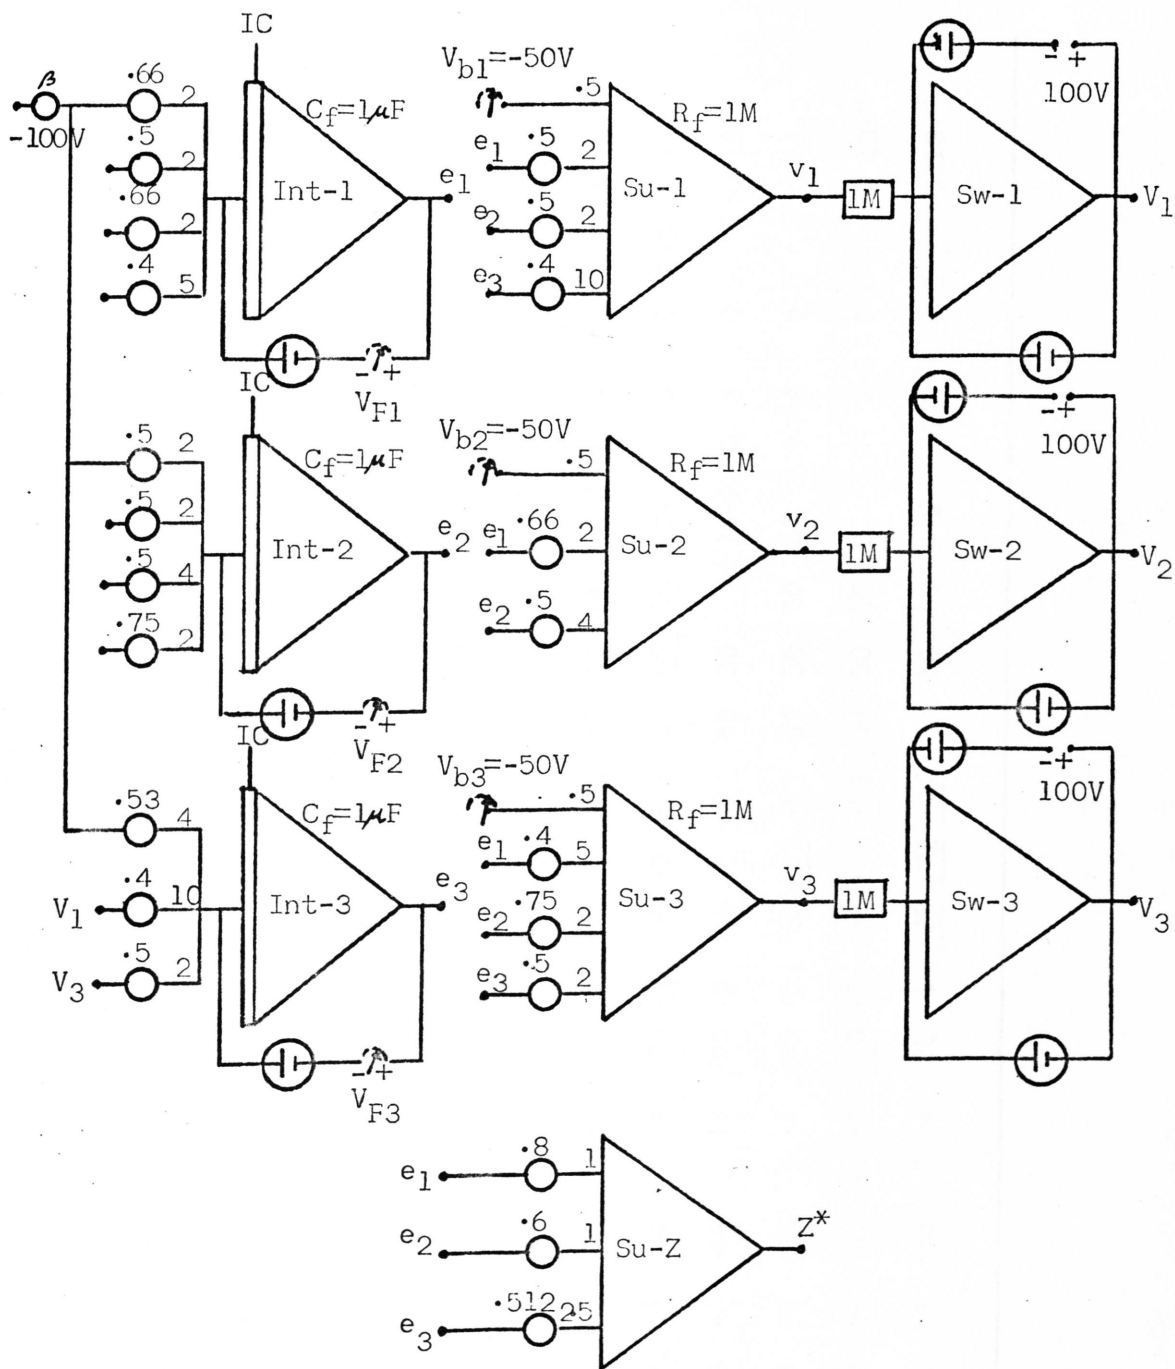 IC
β
-100V
.66
2
.5
2
.66
2
.4
5
Cf=1μF
Int-1
e1
VF1
- +
Vb1=-50V
.5
e1
.5
2
e2
.5
2
e3
.4
10
Rf=1M
Su-1
v1
1M
Sw-1
- +
100V
V1
IC
.5
2
.5
2
.5
4
.75
2
Cf=1μF
Int-2
e2
- +
VF2
Vb2=-50V
.5
e1
.66
2
e2
.5
4
Rf=1M
Su-2
v2
1M
Sw-2
-+
100V
V2
IC
.53
4
V1
.4
10
V3
.5
2
Cf=1μF
Int-3
e3
- +
VF3
Vb3=-50V
.5
e1
.4
5
e2
.75
2
e3
.5
2
Rf=1M
Su-3
v3
1M
Sw-3
-+
100V
V3
e1
.8
1
e2
.6
1
e3
.512
2.5
Su-Z
Z*